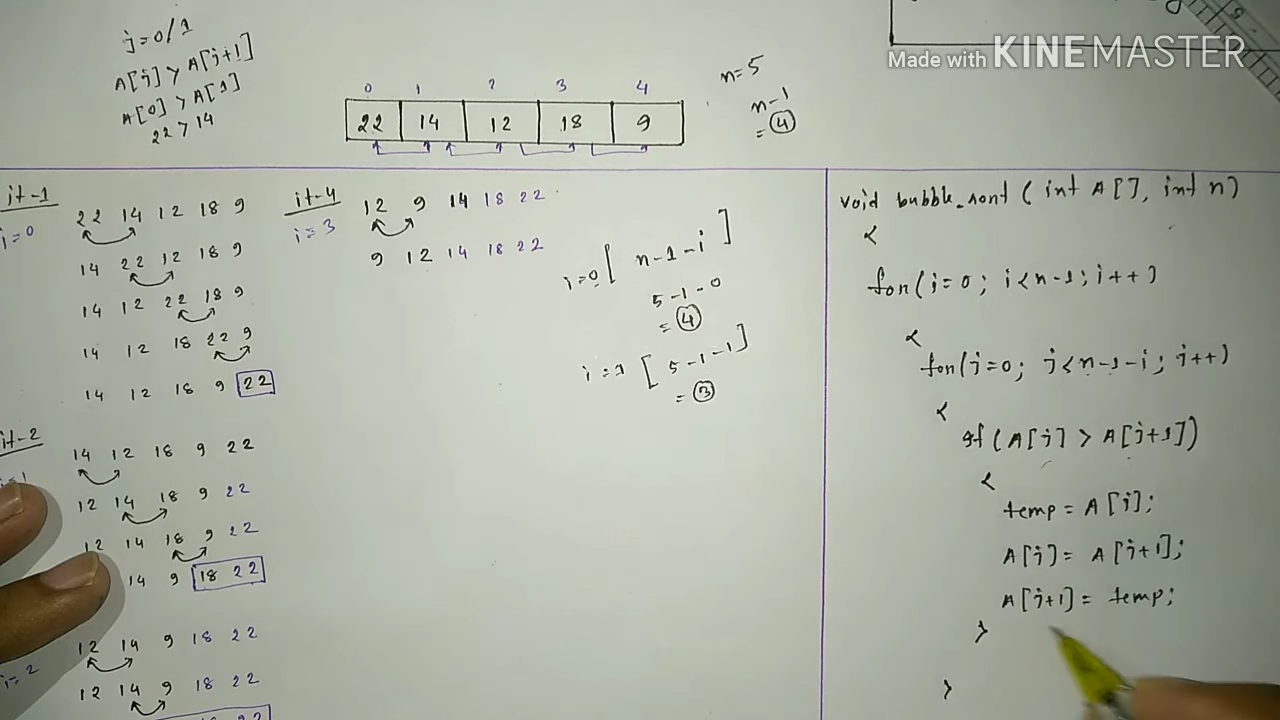 j=0/1
A[j] > A[j+1]
A[0] > A[1]
22 > 14
Made with KINEMASTER
0 1 2 3 4
22 14 12 18 9
n=5
n-1
= 4
it-1
i=0
22 14 12 18 9
14 22 12 18 9
14 12 22 18 9
14 12 18 22 9
14 12 18 9 22
it-2
14 12 18 9 22
12 14 18 9 22
12 14 18 9 22
14 9 18 22
12 14 9 18 22
i=2
12 14 9 18 22
it-4
i=3
12 9 14 18 22
9 12 14 18 22
i=0 [n-1-i]
5-1-0
= 4
i=1 [5-1-1]
= 3
void bubble_sort (int A[], int n)
{
for(i=0; i<n-1; i++)
{
for(j=0; j<n-1-i; j++)
{
if (A[j] > A[j+1])
{
temp = A[j];
A[j] = A[j+1];
A[j+1] = temp;
}
}